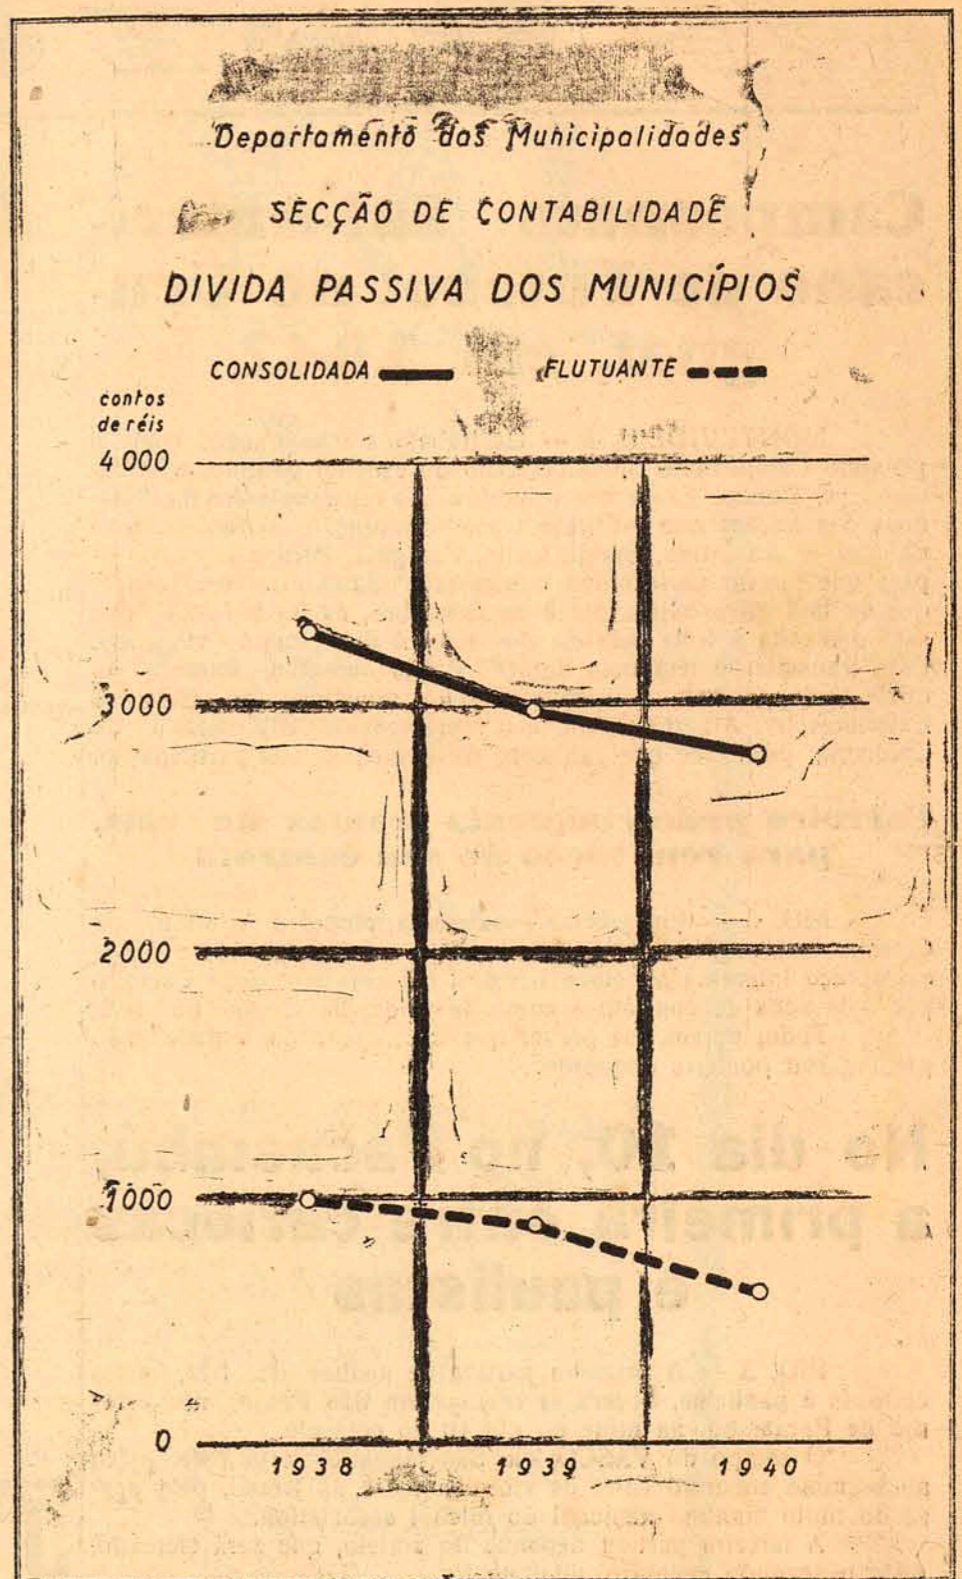 Departamento das Municipalidades
SECÇÃO DE CONTABILIDADE
DIVIDA PASSIVA DOS MUNICÍPIOS
CONSOLIDADA FLUTUANTE
contos
de réis
4 000
3000
2000
1000
0
1938 1939 1940